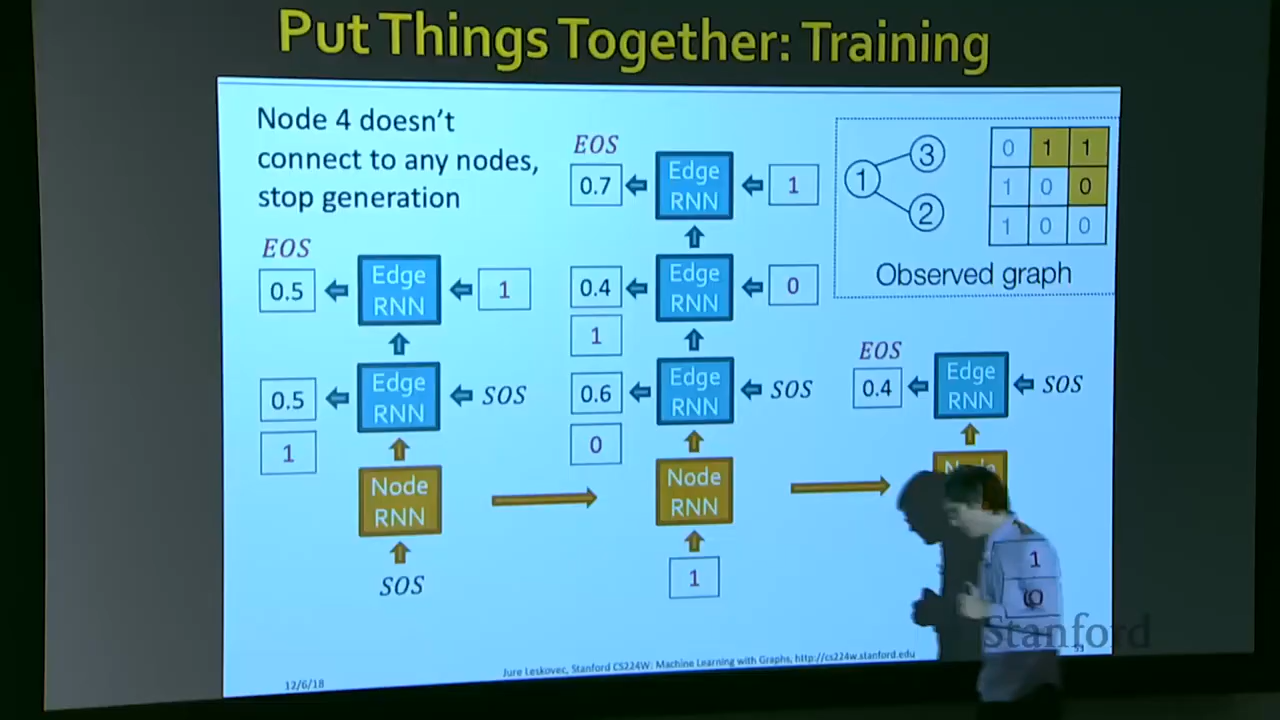 Put Things Together: Training
Node 4 doesn't
connect to any nodes,
stop generation
EOS
0.5
Edge
RNN
1
0.5
1
Edge
RNN
SOS
Node
RNN
SOS
EOS
0.7
Edge
RNN
1
0.4
1
Edge
RNN
0
0.6
0
Edge
RNN
SOS
Node
RNN
1
1
3
2
0 1 1
1 0 0
1 0 0
Observed graph
EOS
0.4
Edge
RNN
SOS
Node
1
0
Stanford
12/6/18
Jure Leskovec, Stanford CS224W: Machine Learning with Graphs, http://cs224w.stanford.edu